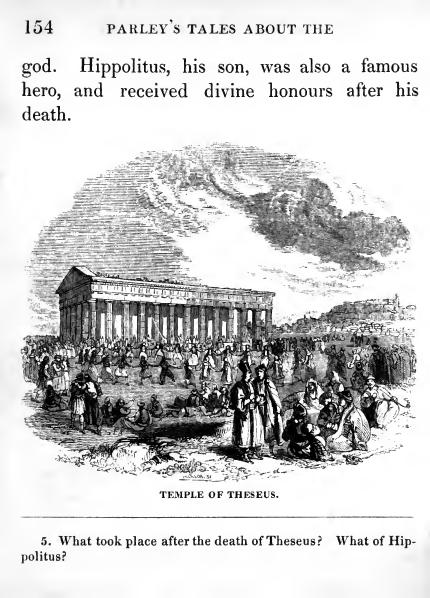 154 PARLEY'S TALES ABOUT THE
god. Hippolitus, his son, was also a famous
hero, and received divine honours after his
death.
TEMPLE OF THESEUS.
5. What took place after the death of Theseus? What of Hip-
politus?